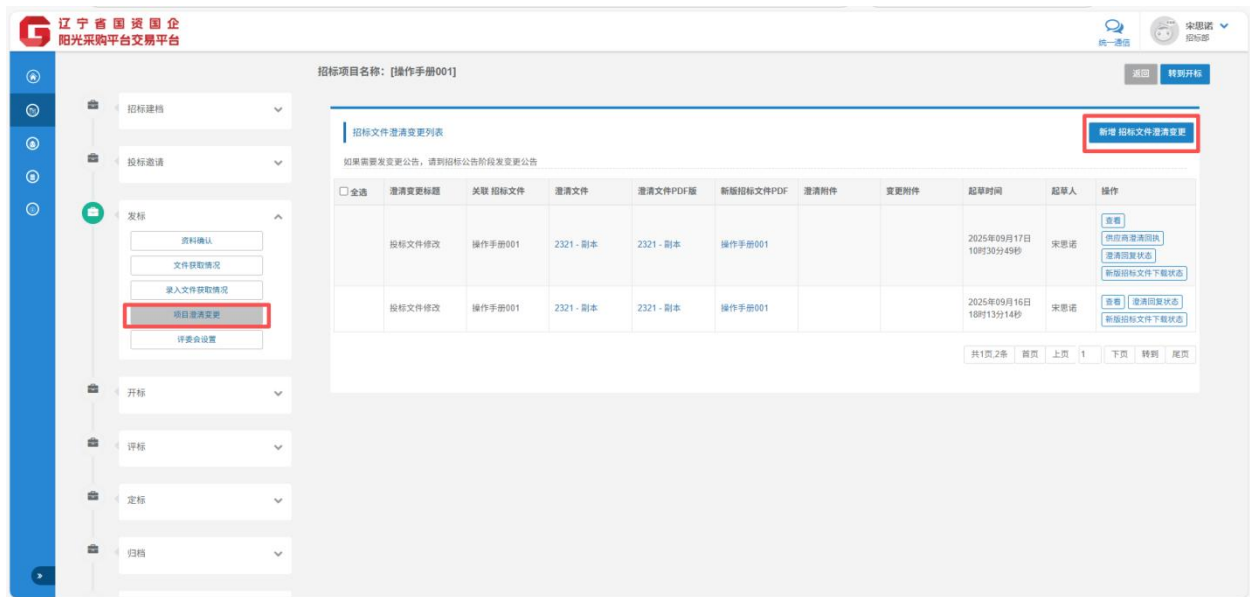 辽宁省国资国企
阳光采购平台交易平台
统一通信
宋思诺
招标部
招标项目名称：[操作手册001]
返回
转到开标
招标建档
投标邀请
发标
资料确认
文件获取情况
录入文件获取情况
项目澄清变更
评委会设置
开标
评标
定标
归档
招标文件澄清变更列表
新增 招标文件澄清变更
如果需要发变更公告，请到招标公告阶段发变更公告
全选 澄清变更标题 关联 招标文件 澄清文件 澄清文件PDF版 新版招标文件PDF 澄清附件 变更附件 起草时间 起草人 操作
投标文件修改 操作手册001 2321 - 副本 2321 - 副本 操作手册001 2025年09月17日 10时30分49秒 宋思诺
查看
供应商澄清回执
澄清回复状态
新版招标文件下载状态
投标文件修改 操作手册001 2321 - 副本 2321 - 副本 操作手册001 2025年09月16日 18时13分14秒 宋思诺
查看 澄清回复状态
新版招标文件下载状态
共1页,2条 首页 上页 1 下页 转到 尾页